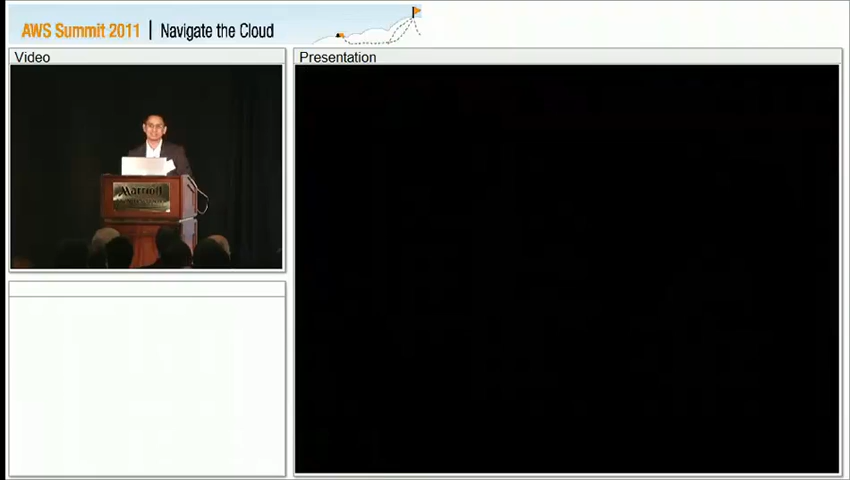 AWS Summit 2011 | Navigate the Cloud
Video
Presentation
Marriott